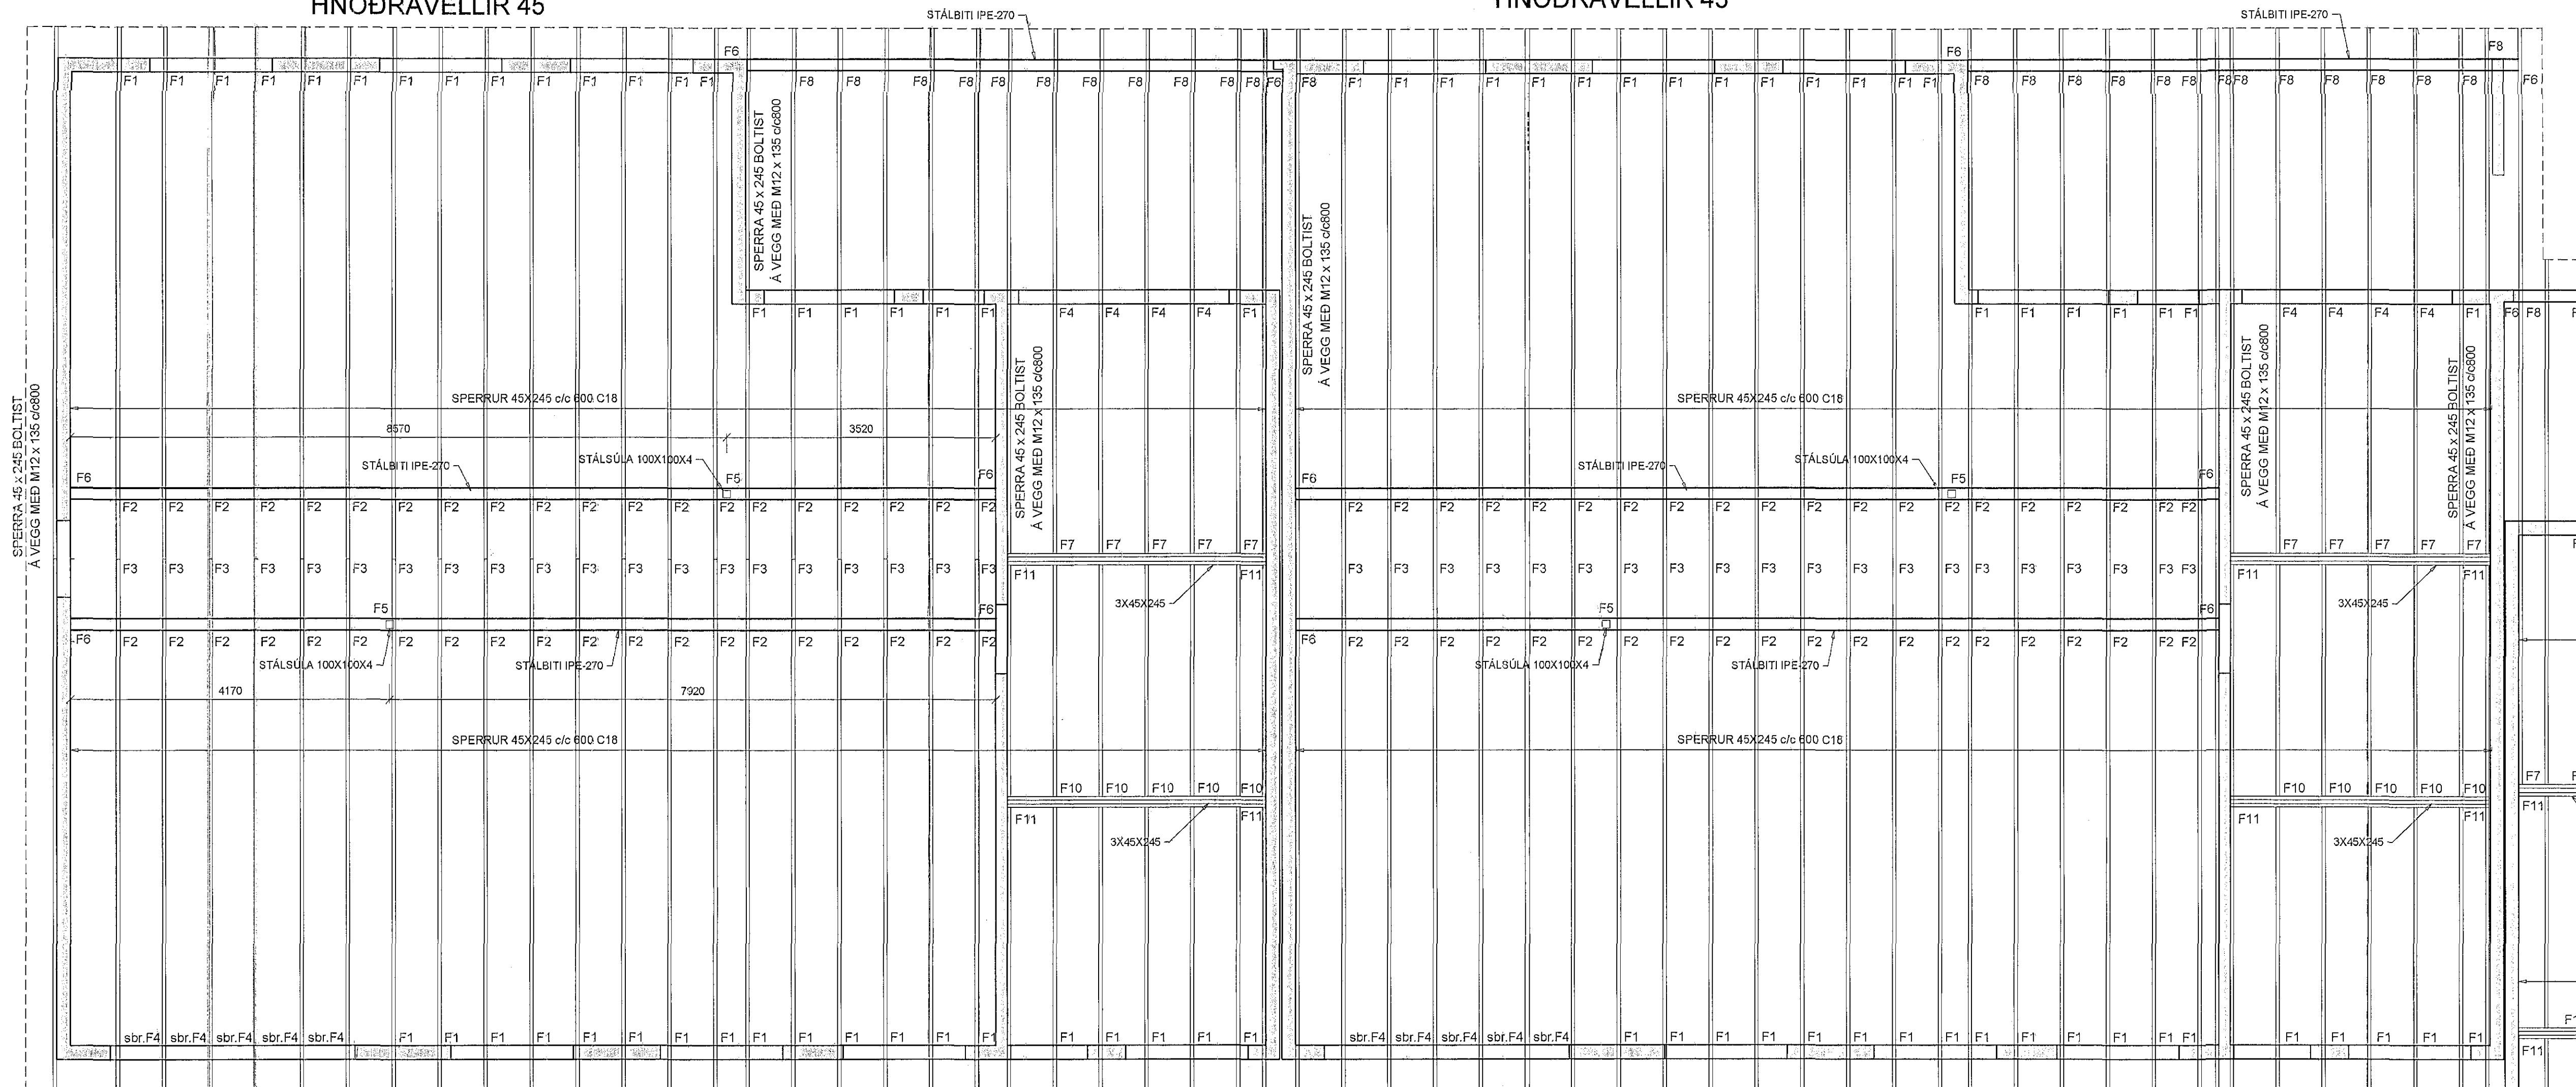 HNOÐRAVELLIR 45
STÁLBITI IPE-270
STÁLBITI IPE-270
F6 F6 F8
F1 F1 F1 F1 F1 F1 F1 F1 F1 F1 F1 F1 F1 F1 F8 F8 F8 F8 F8 F8 F8 F8 F8 F8 F8 F6 F8 F1 F1 F1 F1 F1 F1 F1 F1 F1 F1 F1 F1 F1 F1 F8 F8 F8 F8 F8 F8 F8 F8 F8 F8 F8 F8 F8 F6
SPERRA 45 x 245 BOLTIST
Á VEGG MEÐ M12 x 135 c/c800
SPERRA 45 x 245 BOLTIST
Á VEGG MEÐ M12 x 135 c/c800
F1 F1 F1 F1 F1 F1 F4 F4 F4 F4 F1 F1 F1 F1 F1 F1 F1 F4 F4 F4 F4 F1 F6 F8
SPERRA 45 x 245 BOLTIST
Á VEGG MEÐ M12 x 135 c/c800
SPERRA 45 x 245 BOLTIST
Á VEGG MEÐ M12 x 135 c/c800
SPERRA 45 x 245 BOLTIST
Á VEGG MEÐ M12 x 135 c/c800
SPERRA 45 x 245 BOLTIST
Á VEGG MEÐ M12 x 135 c/c800
SPERRUR 45X245 c/c 600 C18
SPERRUR 45X245 c/c 600 C18
8570 3520
STÁLBITI IPE-270 STÁLSÚLA 100X100X4
STÁLBITI IPE-270 STÁLSÚLA 100X100X4
F6 F5 F6 F6 F5 F6
F2 F2 F2 F2 F2 F2 F2 F2 F2 F2 F2 F2 F2 F2 F2 F2 F2 F2 F2 F2 F2 F2 F2 F2 F2 F2 F2 F2 F2 F2 F2 F2 F2 F2 F2 F2 F2 F2 F2
F7 F7 F7 F7 F7 F7 F7 F7 F7 F7
F3 F3 F3 F3 F3 F3 F3 F3 F3 F3 F3 F3 F3 F3 F3 F3 F3 F3 F3 F3 F3 F3 F3 F3 F3 F3 F3 F3 F3 F3 F3 F3 F3 F3 F3 F3 F3 F3 F3
F11 F11 F11 F11
3X45X245 3X45X245
F5 F6 F5 F6
F6 F2 F2 F2 F2 F2 F2 F2 F2 F2 F2 F2 F2 F2 F2 F2 F2 F2 F2 F2 F2 F6 F2 F2 F2 F2 F2 F2 F2 F2 F2 F2 F2 F2 F2 F2 F2 F2 F2 F2 F2
STÁLSÚLA 100X100X4 STÁLBITI IPE-270
STÁLSÚLA 100X100X4 STÁLBITI IPE-270
4170 7920
SPERRUR 45X245 c/c 600 C18
SPERRUR 45X245 c/c 600 C18
F7
F10 F10 F10 F10 F10 F10 F10 F10 F10 F10
F11 F11 F11 F11 F11
3X45X245 3X45X245
sbr.F4 sbr.F4 sbr.F4 sbr.F4 sbr.F4 F1 F1 F1 F1 F1 F1 F1 F1 F1 F1 F1 F1 F1 F1 F1 F1 F1 F1 F1 sbr.F4 sbr.F4 sbr.F4 sbr.F4 sbr.F4 F1 F1 F1 F1 F1 F1 F1 F1 F1 F1 F1 F1 F1 F1 F1 F1 F1 F1
F11